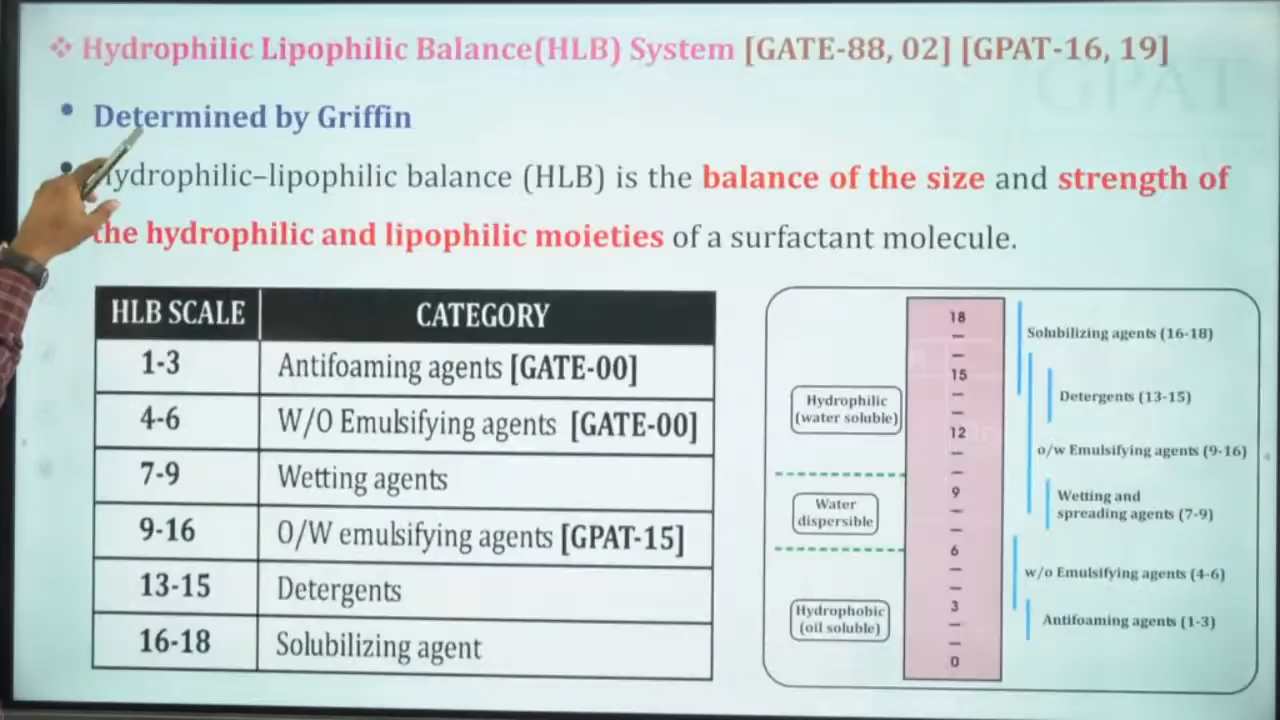 ❖ Hydrophilic Lipophilic Balance(HLB) System [GATE-88, 02] [GPAT-16, 19]
GPAT
• Determined by Griffin
• Hydrophilic–lipophilic balance (HLB) is the balance of the size and strength of
the hydrophilic and lipophilic moieties of a surfactant molecule.
HLB SCALE CATEGORY
1-3 Antifoaming agents [GATE-00]
4-6 W/O Emulsifying agents [GATE-00]
7-9 Wetting agents
9-16 O/W emulsifying agents [GPAT-15]
13-15 Detergents
16-18 Solubilizing agent
18
15
12
9
6
3
0
Hydrophilic
(water soluble)
Water
dispersible
Hydrophobic
(oil soluble)
Solubilizing agents (16-18)
Detergents (13-15)
o/w Emulsifying agents (9-16)
Wetting and
spreading agents (7-9)
w/o Emulsifying agents (4-6)
Antifoaming agents (1-3)